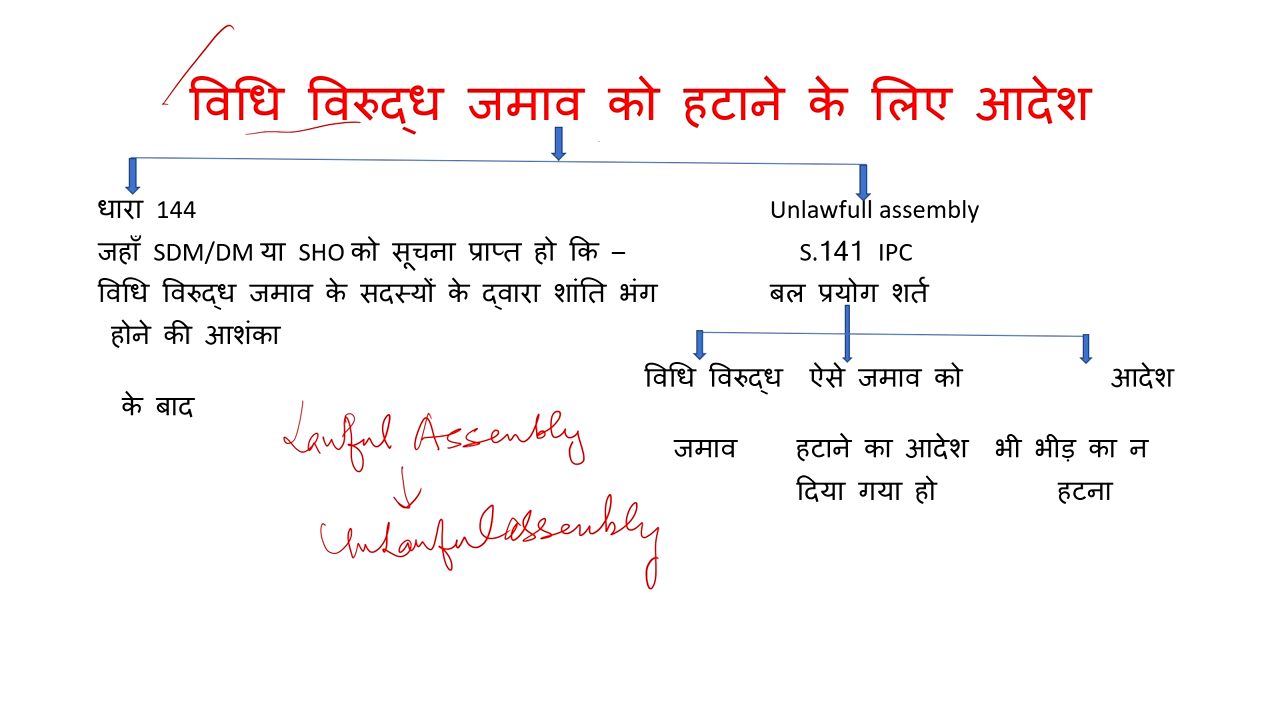 विधि विरुद्ध जमाव को हटाने के लिए आदेश
धारा 144
जहाँ SDM/DM या SHO को सूचना प्राप्त हो कि –
विधि विरुद्ध जमाव के सदस्यों के द्वारा शांति भंग
होने की आशंका
के बाद
Lawful Assembly
UnLawful assembly
Unlawfull assembly
S.141 IPC
बल प्रयोग शर्त
विधि विरुद्ध
जमाव
ऐसे जमाव को
हटाने का आदेश
दिया गया हो
आदेश
भी भीड़ का न
हटना